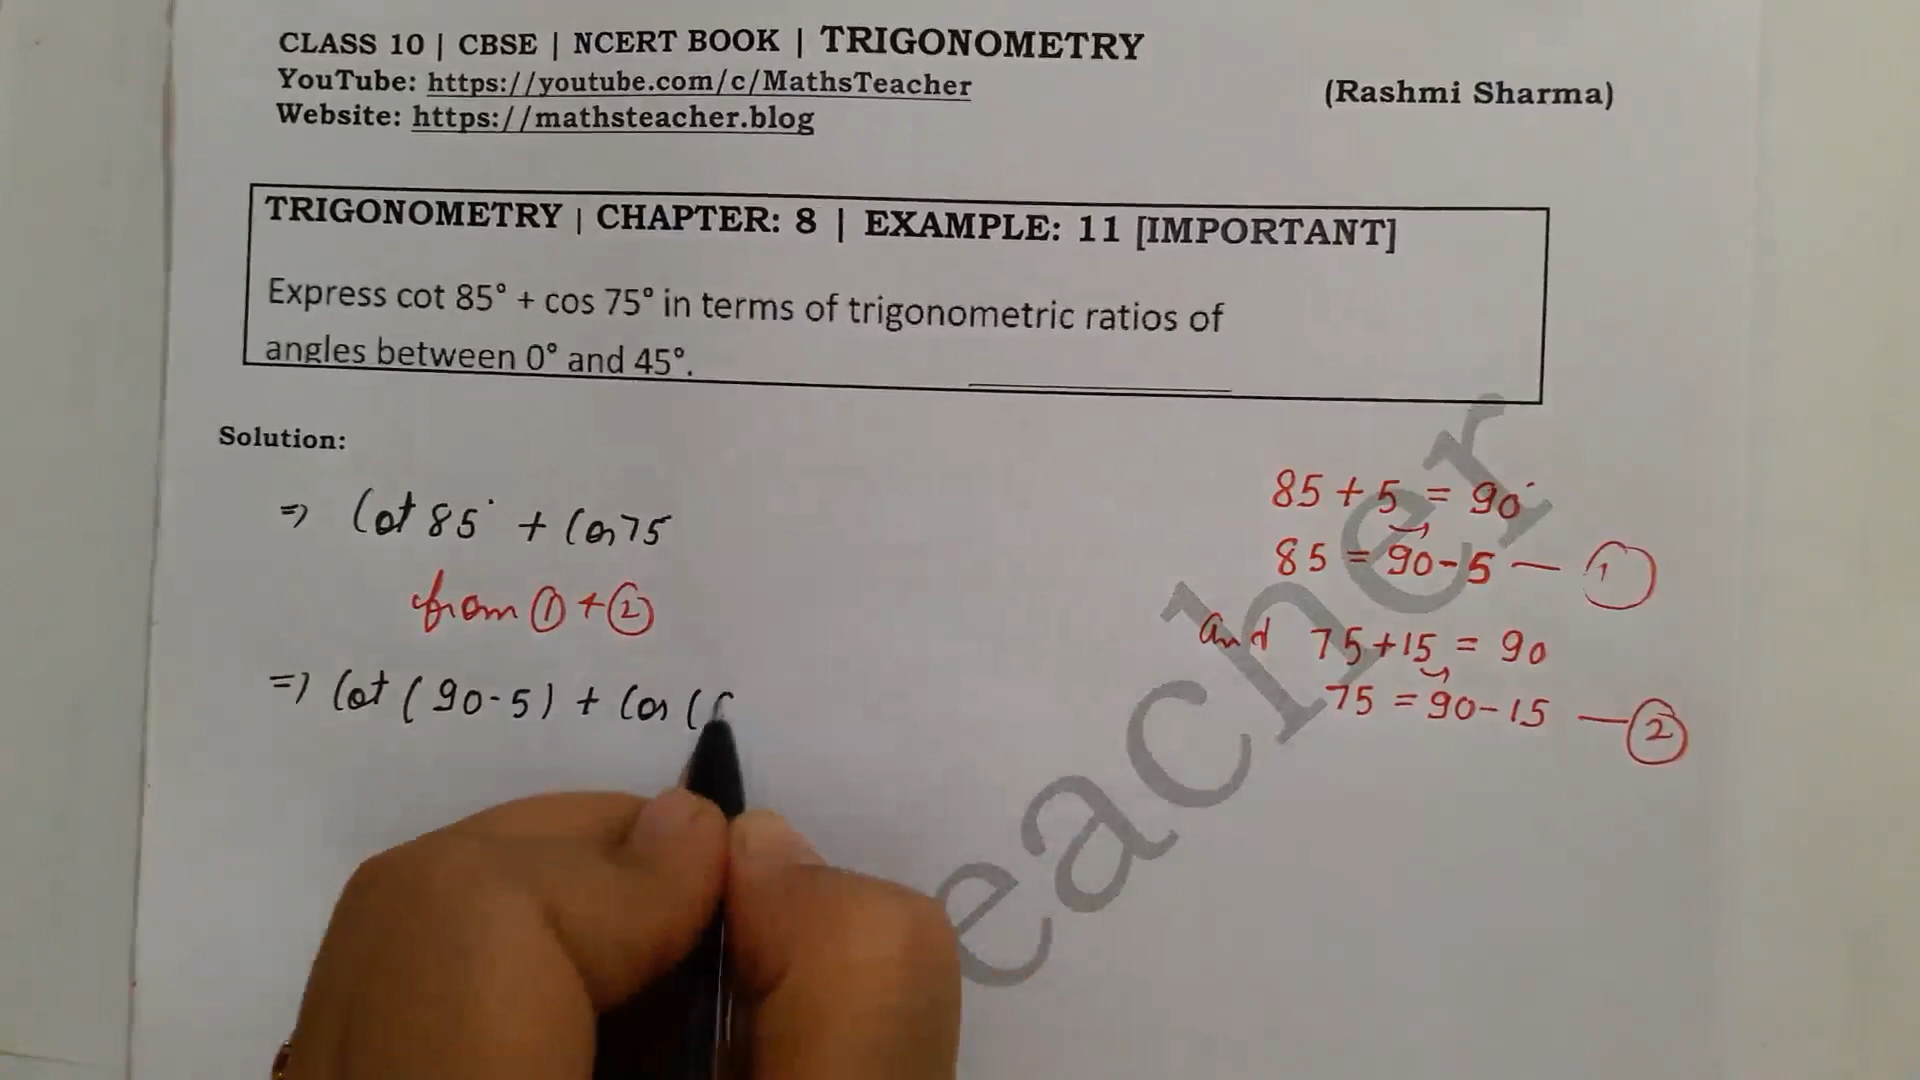 CLASS 10 | CBSE | NCERT BOOK | TRIGONOMETRY
YouTube: https://youtube.com/c/MathsTeacher
(Rashmi Sharma)
Website: https://mathsteacher.blog
TRIGONOMETRY | CHAPTER: 8 | EXAMPLE: 11 [IMPORTANT]
Express cot 85° + cos 75° in terms of trigonometric ratios of
angles between 0° and 45°.
Solution:
⇒ Cot 85° + Cos 75
from ① + ②
⇒ Cot (90-5) + Cos (
85 + 5 = 90°
85 = 90-5 — ①
and 75+15 = 90
75 = 90-15 — ②
eacher